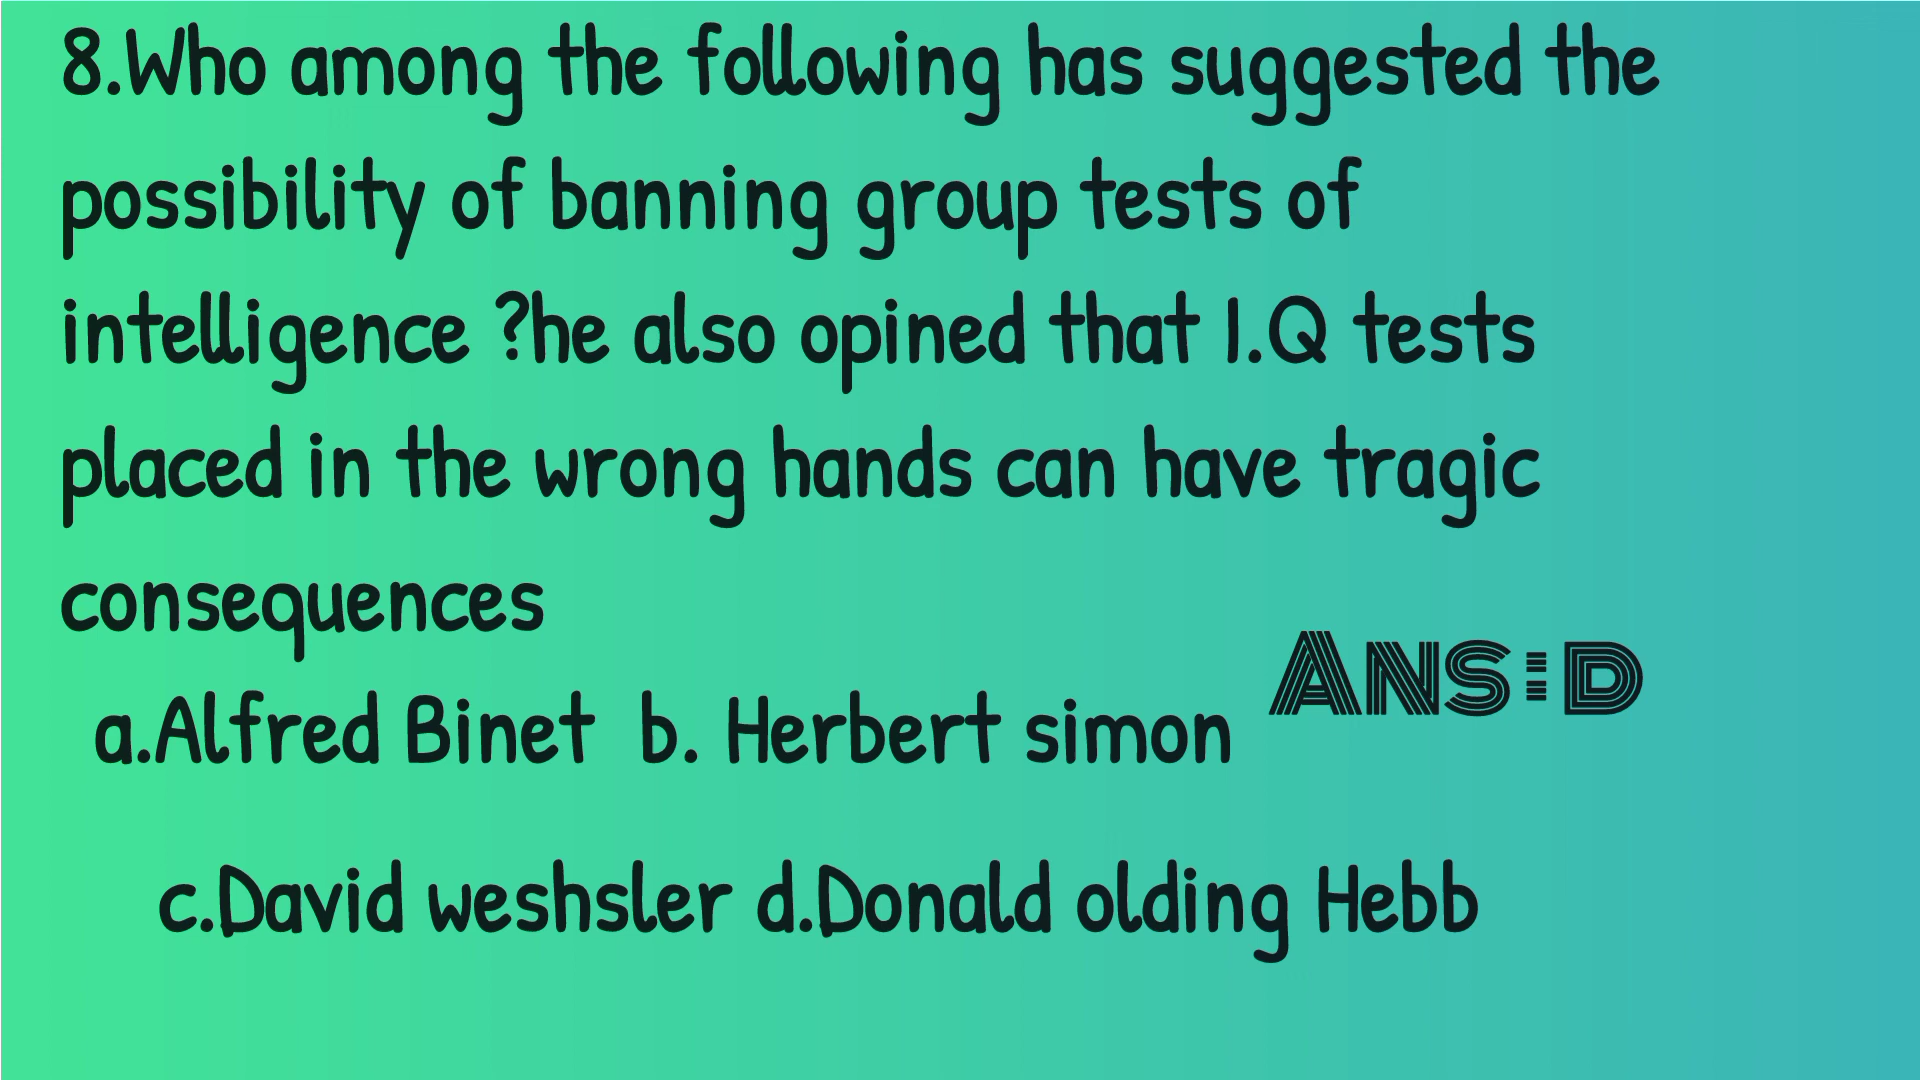 8.Who among the following has suggested the
possibility of banning group tests of
intelligence ?he also opined that I.Q tests
placed in the wrong hands can have tragic
consequences
Ans:D
a.Alfred Binet b. Herbert simon
c.David weshsler d.Donald olding Hebb